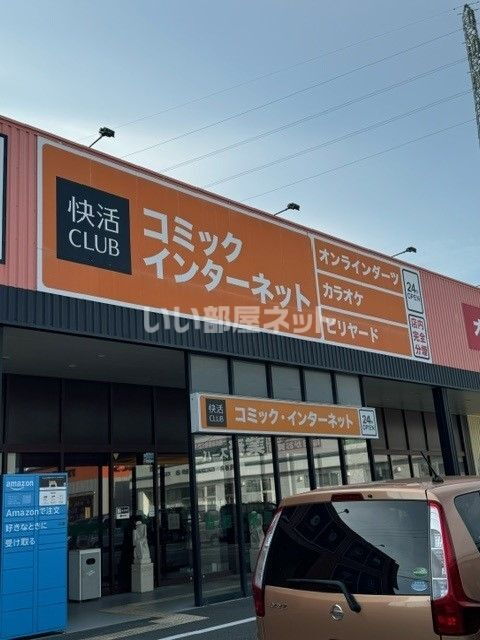 快活
CLUB
コミック
インターネット
オンラインダーツ
カラオケ
ビリヤード
24h
OPEN
店内
完全
分煙
いい部屋ネット
快活
CLUB
コミック・インターネット
24h
OPEN
amazon
amazon
Amazonで注文
好きなときに
受け取る